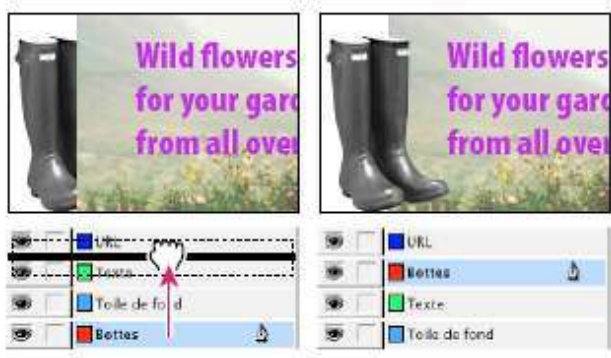 Wild flowers
for your gard
from all over
URL
Texte
Toile de fond
Bottes
Wild flowers
for your gard
from all over
URL
Bottes
Texte
Toile de fond